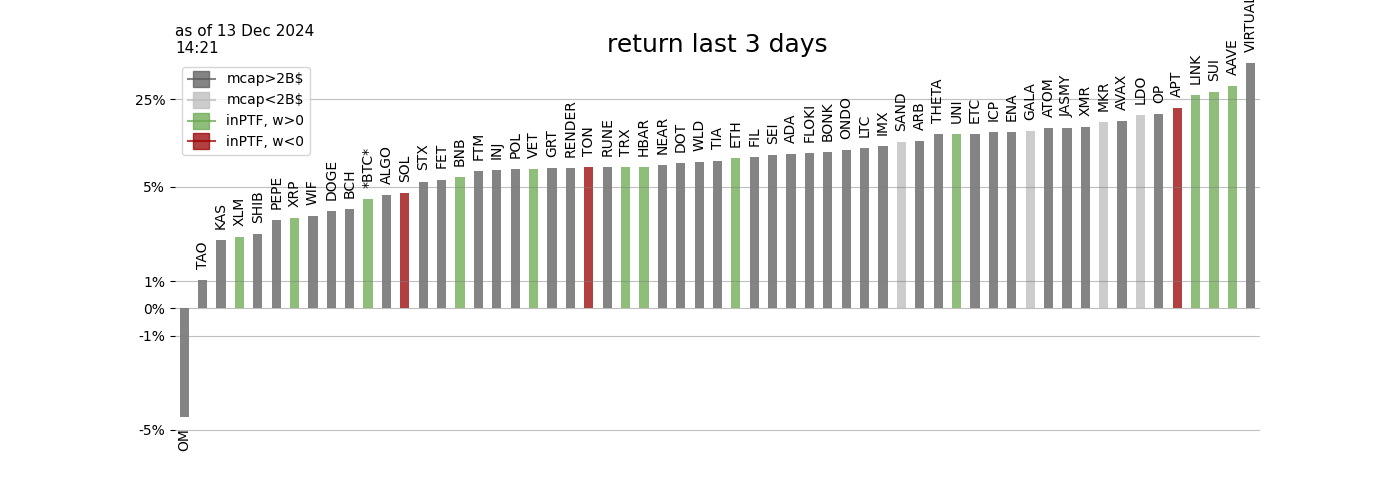 as of 13 Dec 2024
14:21
return last 3 days
mcap>2B$
mcap<2B$
inPTF, w>0
inPTF, w<0
25%
5%
1%
0%
-1%
-5%
OM
TAO
KAS
XLM
SHIB
PEPE
XRP
WIF
DOGE
BCH
*BTC*
ALGO
SOL
STX
FET
BNB
FTM
INJ
POL
VET
GRT
RENDER
TON
RUNE
TRX
HBAR
NEAR
DOT
WLD
TIA
ETH
FIL
SEI
ADA
FLOKI
BONK
ONDO
LTC
IMX
SAND
ARB
THETA
UNI
ETC
ICP
ENA
GALA
ATOM
JASMY
XMR
MKR
AVAX
LDO
OP
APT
LINK
SUI
AAVE
VIRTUAL